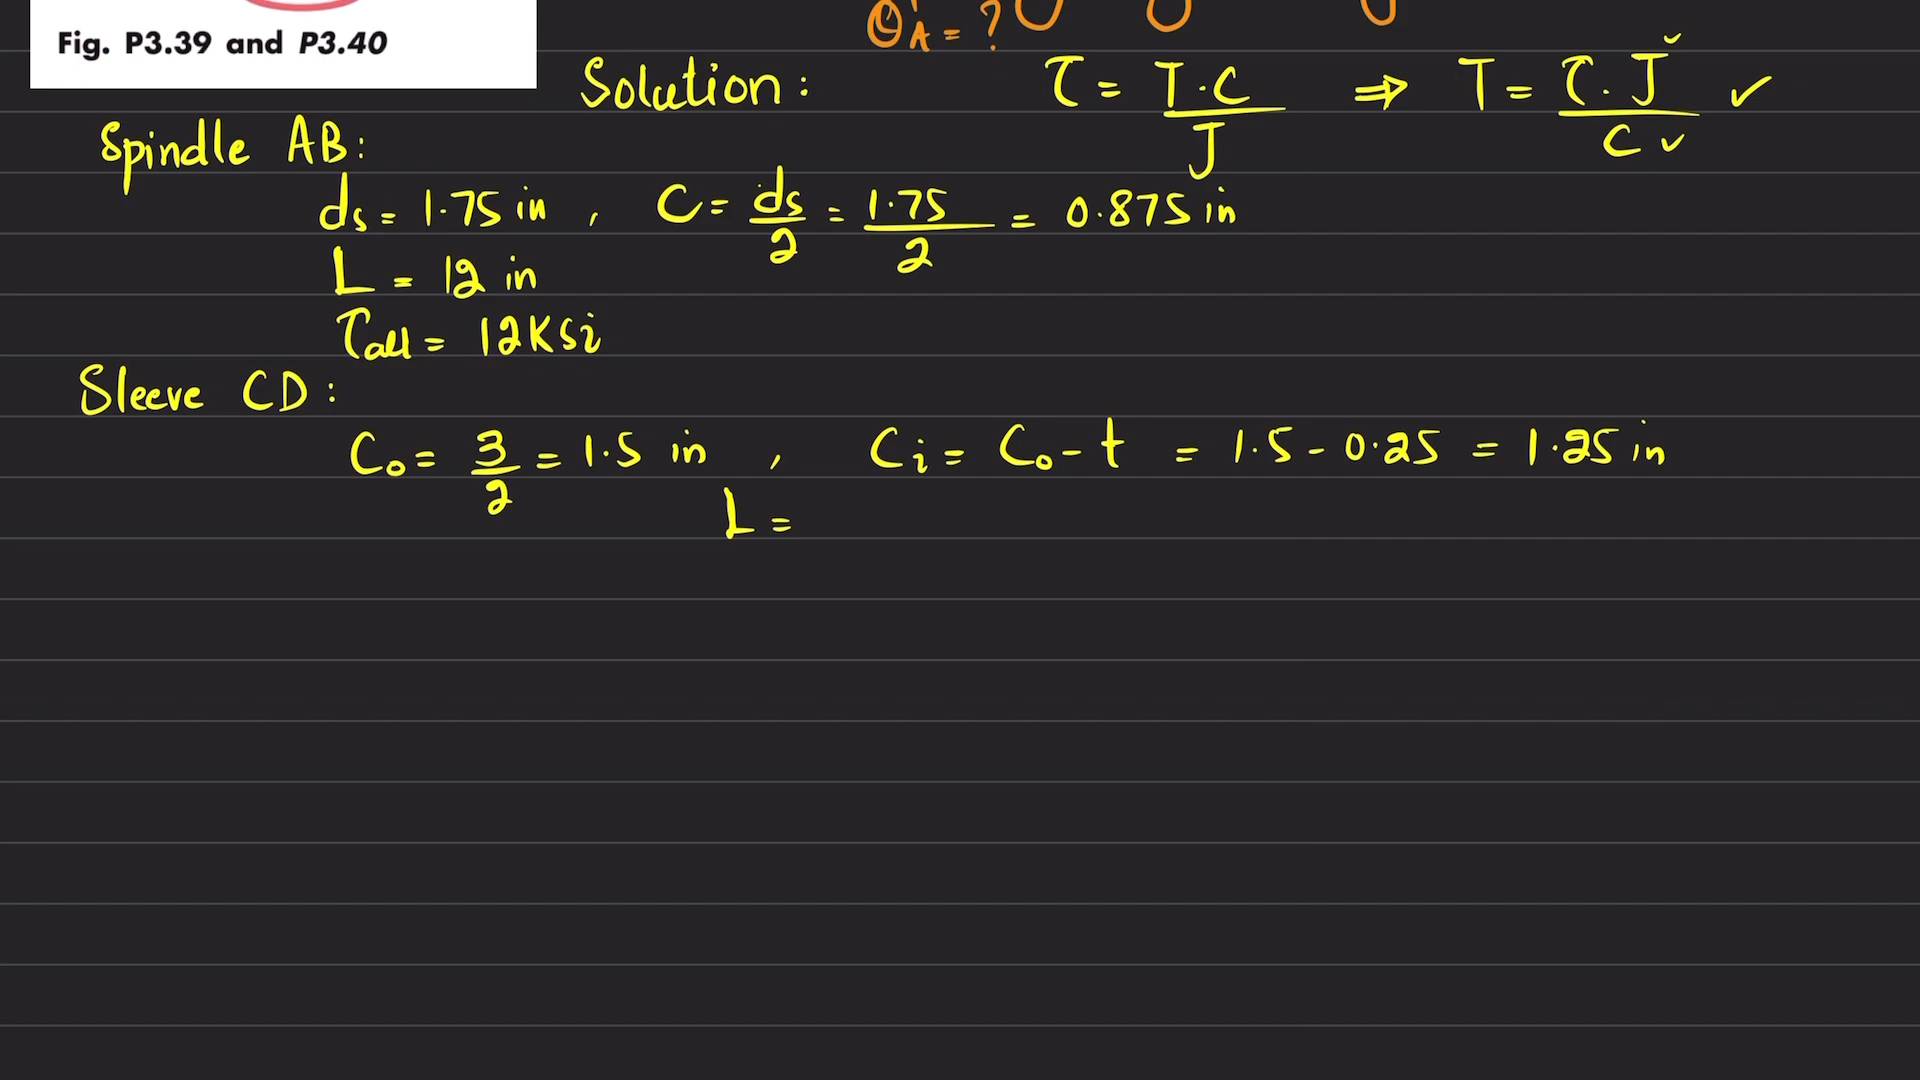 θA = ?
Fig. P3.39 and P3.40
Solution: τ = T·C / J ⇒ T = τ·J / C ✓
Spindle AB:
ds = 1.75 in , C = ds / 2 = 1.75 / 2 = 0.875 in
L = 12 in
τall = 12 Ksi
Sleeve CD:
Co = 3 / 2 = 1.5 in , Ci = Co - t = 1.5 - 0.25 = 1.25 in
L =